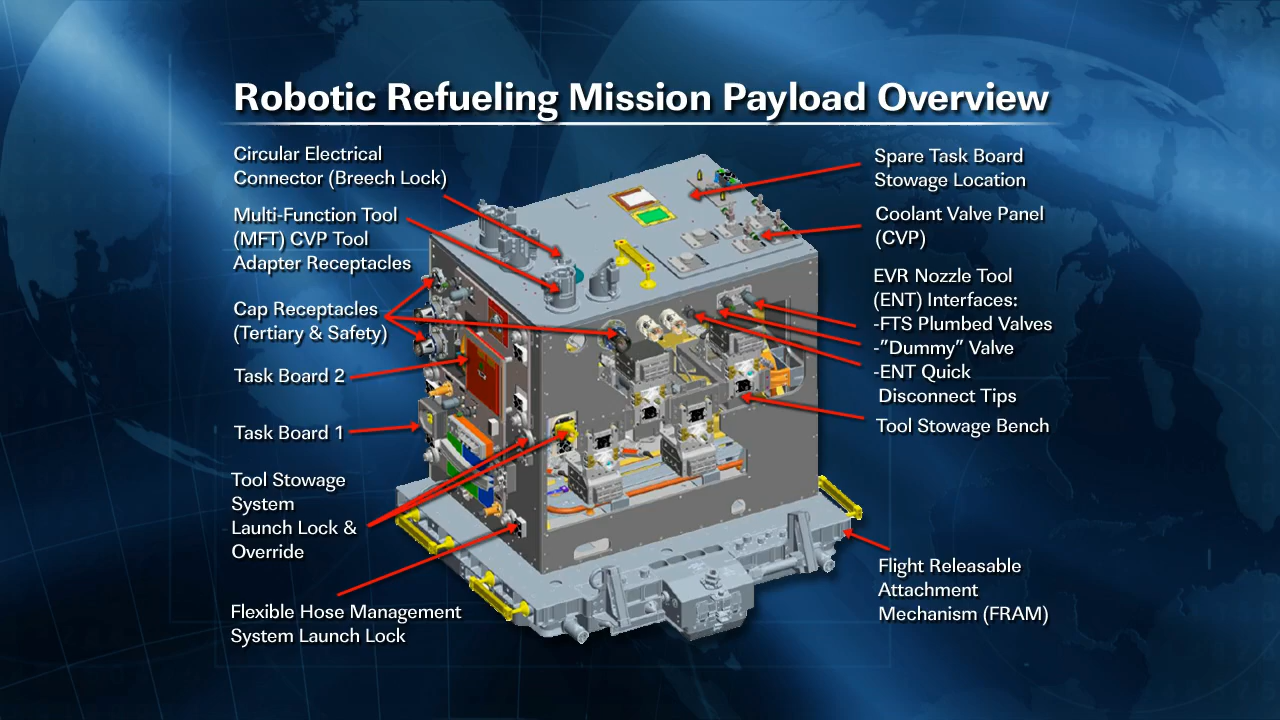 Robotic Refueling Mission Payload Overview
Circular Electrical
Connector (Breech Lock)
Multi-Function Tool
(MFT) CVP Tool
Adapter Receptacles
Cap Receptacles
(Tertiary & Safety)
Task Board 2
Task Board 1
Tool Stowage
System
Launch Lock &
Override
Flexible Hose Management
System Launch Lock
Spare Task Board
Stowage Location
Coolant Valve Panel
(CVP)
EVR Nozzle Tool
(ENT) Interfaces:
-FTS Plumbed Valves
-”Dummy” Valve
-ENT Quick
Disconnect Tips
Tool Stowage Bench
Flight Releasable
Attachment
Mechanism (FRAM)